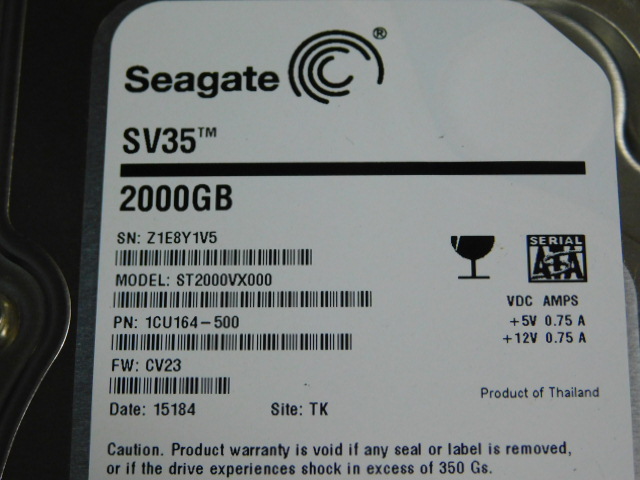 Seagate ®
SV35™
2000GB
SN: Z1E8Y1V5
MODEL: ST2000VX000
SERIAL
ATA
PN: 1CU164-500
VDC AMPS
+5V 0.75 A
+12V 0.75 A
FW: CV23
Product of Thailand
Date: 15184 Site: TK
Caution. Product warranty is void if any seal or label is removed,
or if the drive experiences shock in excess of 350 Gs.